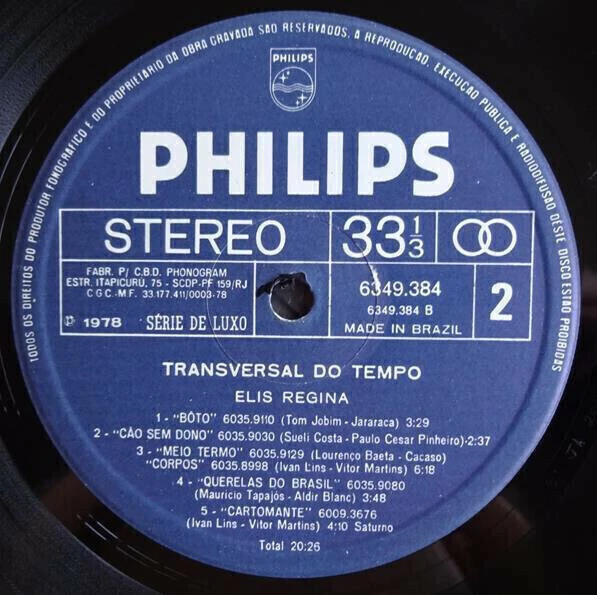 TODOS OS DIREITOS DO PRODUTOR FONOGRÁFICO E DO PROPRIETÁRIO DA OBRA GRAVADA SÃO RESERVADOS. A REPRODUÇÃO, EXECUÇÃO PÚBLICA E RADIODIFUSÃO DÊSTE DISCO ESTÃO PROIBIDAS
PHILIPS
PHILIPS
STEREO
33 1/3
FABR. P/ C.B.D. PHONOGRAM
ESTR. ITAPICURÚ, 75 - SCDP-PF 159/RJ
C G C.-M.F. 33.177.411/0003-78
℗ 1978 SÉRIE DE LUXO
6349.384
6349.384 B
MADE IN BRAZIL
2
TRANSVERSAL DO TEMPO
ELIS REGINA
1 - "BÔTO" 6035.9110 (Tom Jobim - Jararaca) 3:29
2 - "CÃO SEM DONO" 6035.9030 (Sueli Costa - Paulo Cesar Pinheiro)-2:37
3 - "MEIO TERMO" 6035.9129 (Lourenço Baeta - Cacaso)
"CORPOS" 6035.8998 (Ivan Lins - Vitor Martins) 6:18
4 - "QUERELAS DO BRASIL" 6035.9080
(Maurício Tapajós - Aldir Blanc) 3:48
5 - "CARTOMANTE" 6009.3676
(Ivan Lins - Vitor Martins) 4:10 Saturno
Total 20:26